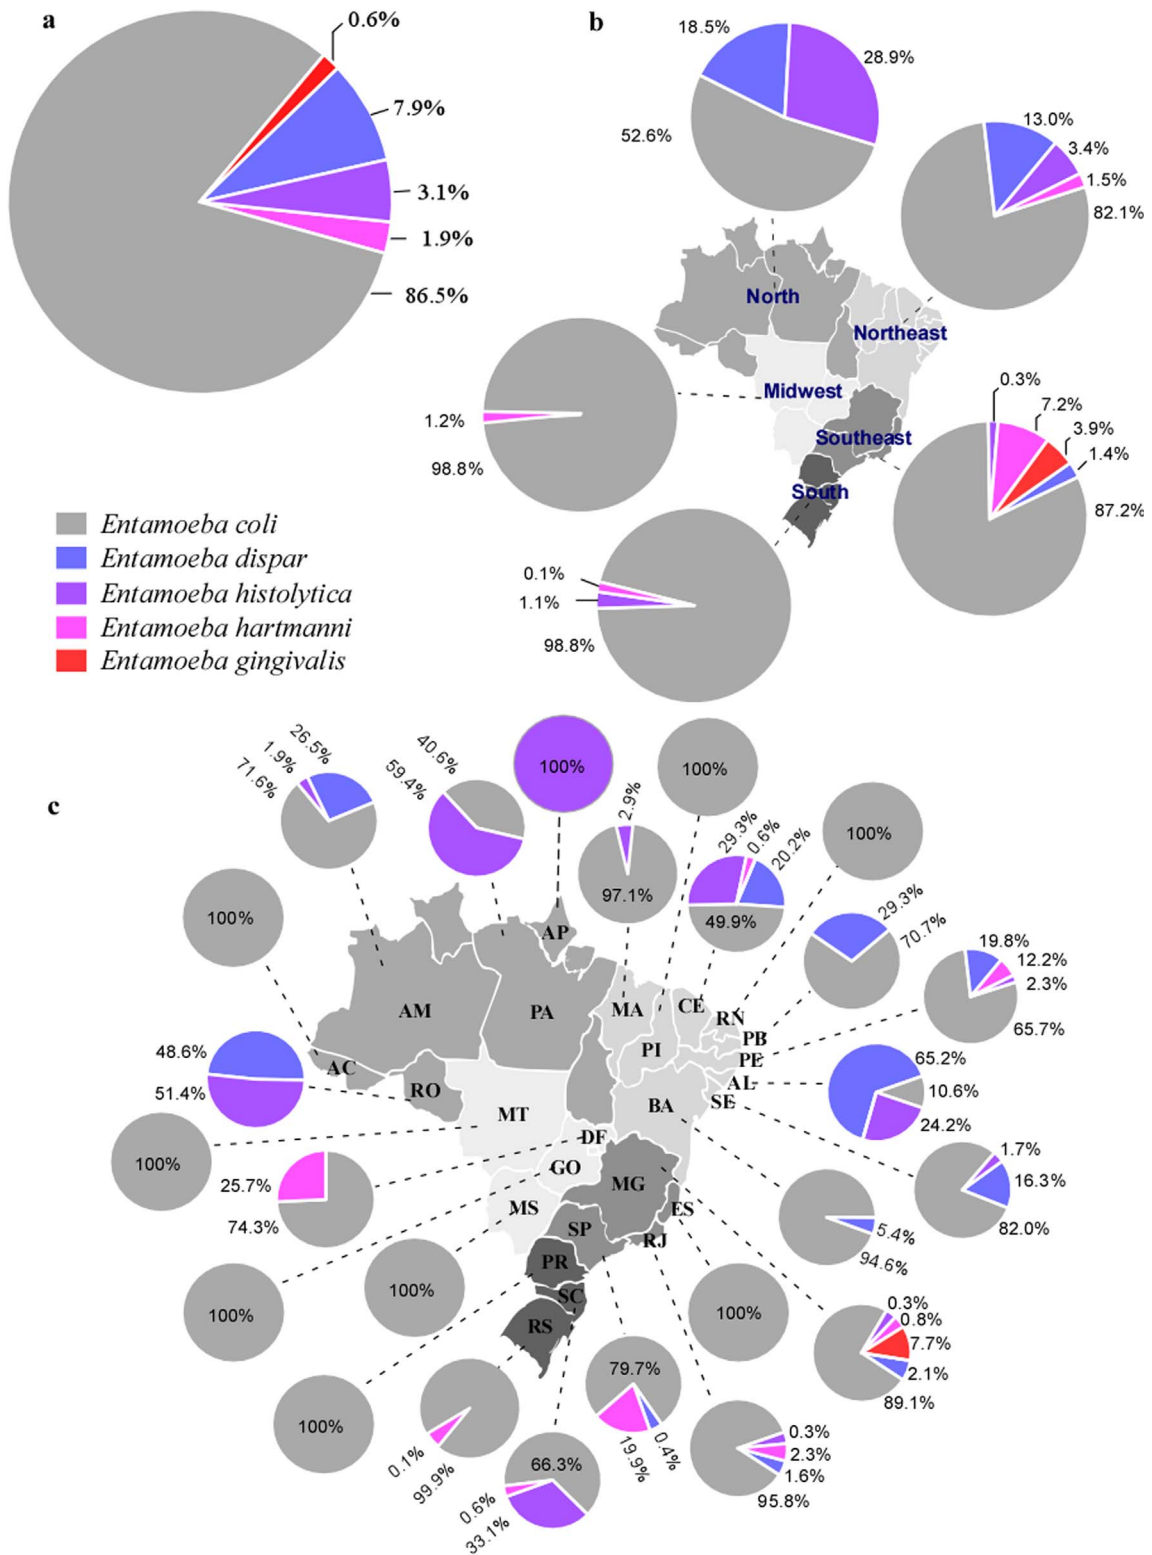 a
0.6%
7.9%
3.1%
1.9%
86.5%
b
18.5%
28.9%
52.6%
13.0%
3.4%
1.5%
82.1%
North
Northeast
Midwest
Southeast
South
1.2%
98.8%
0.3%
7.2%
3.9%
1.4%
87.2%
0.1%
1.1%
98.8%
Entamoeba coli
Entamoeba dispar
Entamoeba histolytica
Entamoeba hartmanni
Entamoeba gingivalis
c
26.5%
1.9%
71.6%
40.6%
59.4%
100%
2.9%
97.1%
100%
29.3%
0.6%
20.2%
49.9%
100%
29.3%
70.7%
19.8%
12.2%
2.3%
65.7%
65.2%
10.6%
24.2%
1.7%
16.3%
82.0%
5.4%
94.6%
0.3%
0.8%
7.7%
2.1%
89.1%
100%
0.3%
2.3%
1.6%
95.8%
79.7%
19.9%
0.4%
66.3%
0.6%
33.1%
0.1%
99.9%
100%
100%
100%
25.7%
74.3%
100%
48.6%
51.4%
100%
AP
AM
PA
MA
CE
RN
PB
PI
PE
AL
SE
AC
RO
MT
BA
DF
GO
MG
MS
ES
SP
RJ
PR
SC
RS